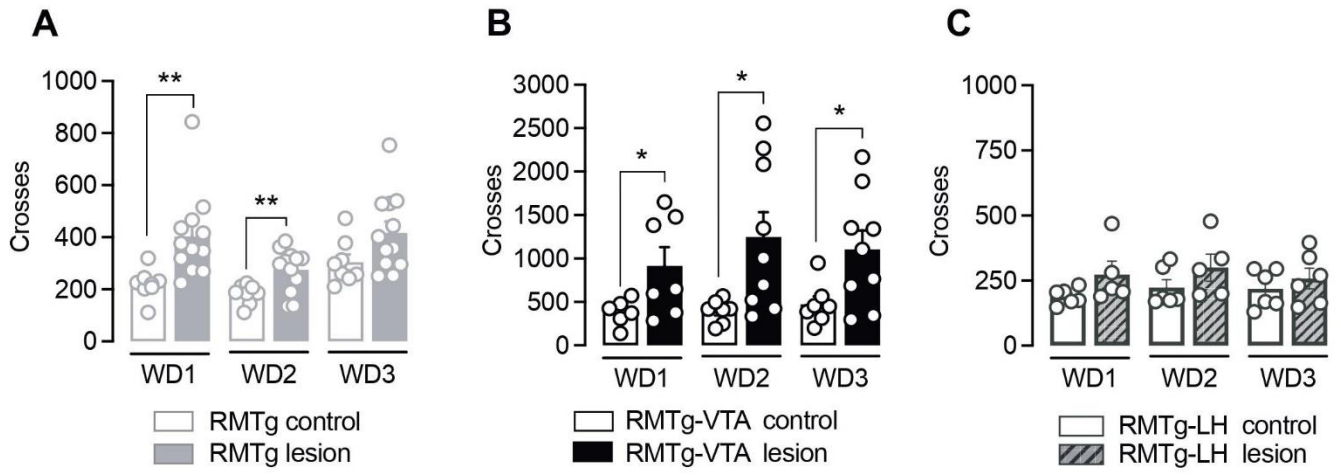 A
Crosses
1000
800
600
400
200
0
**
**
WD1 WD2 WD3
RMTg control
RMTg lesion
B
Crosses
3000
2500
2000
1500
1000
500
0
*
*
*
WD1 WD2 WD3
RMTg-VTA control
RMTg-VTA lesion
C
Crosses
1000
750
500
250
0
WD1 WD2 WD3
RMTg-LH control
RMTg-LH lesion